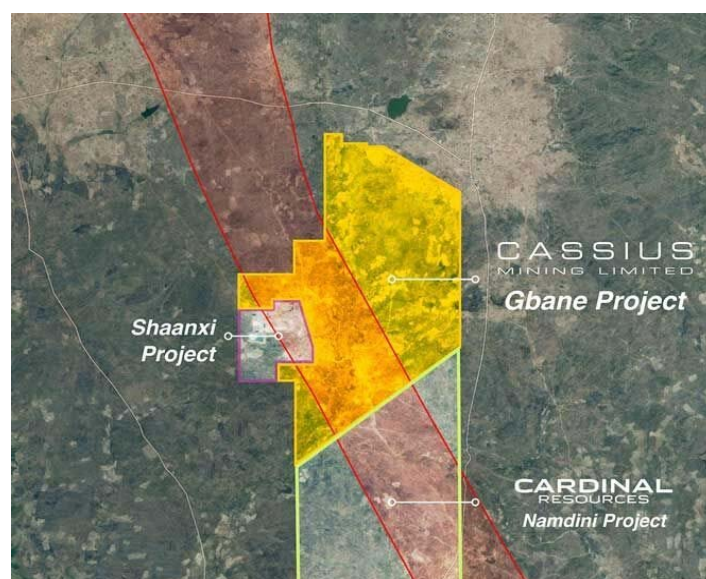 CASSIUS
MINING LIMITED
Gbane Project
Shaanxi
Project
CARDINAL
RESOURCES
Namdini Project